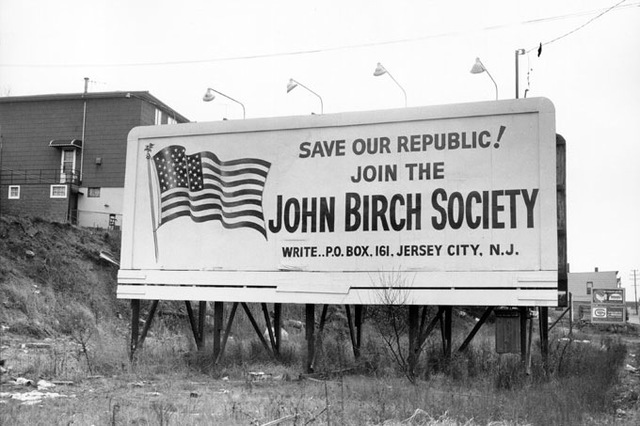 SAVE OUR REPUBLIC!
JOIN THE
JOHN BIRCH SOCIETY
WRITE..P.O. BOX, 161, JERSEY CITY, N.J.